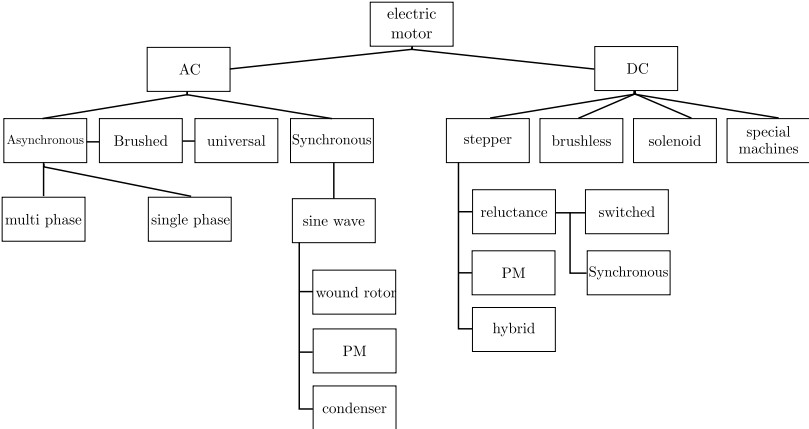 electric
motor
AC
DC
Asynchronous
Brushed
universal
Synchronous
stepper
brushless
solenoid
special
machines
multi phase
single phase
sine wave
reluctance
switched
wound rotor
PM
Synchronous
PM
hybrid
condenser